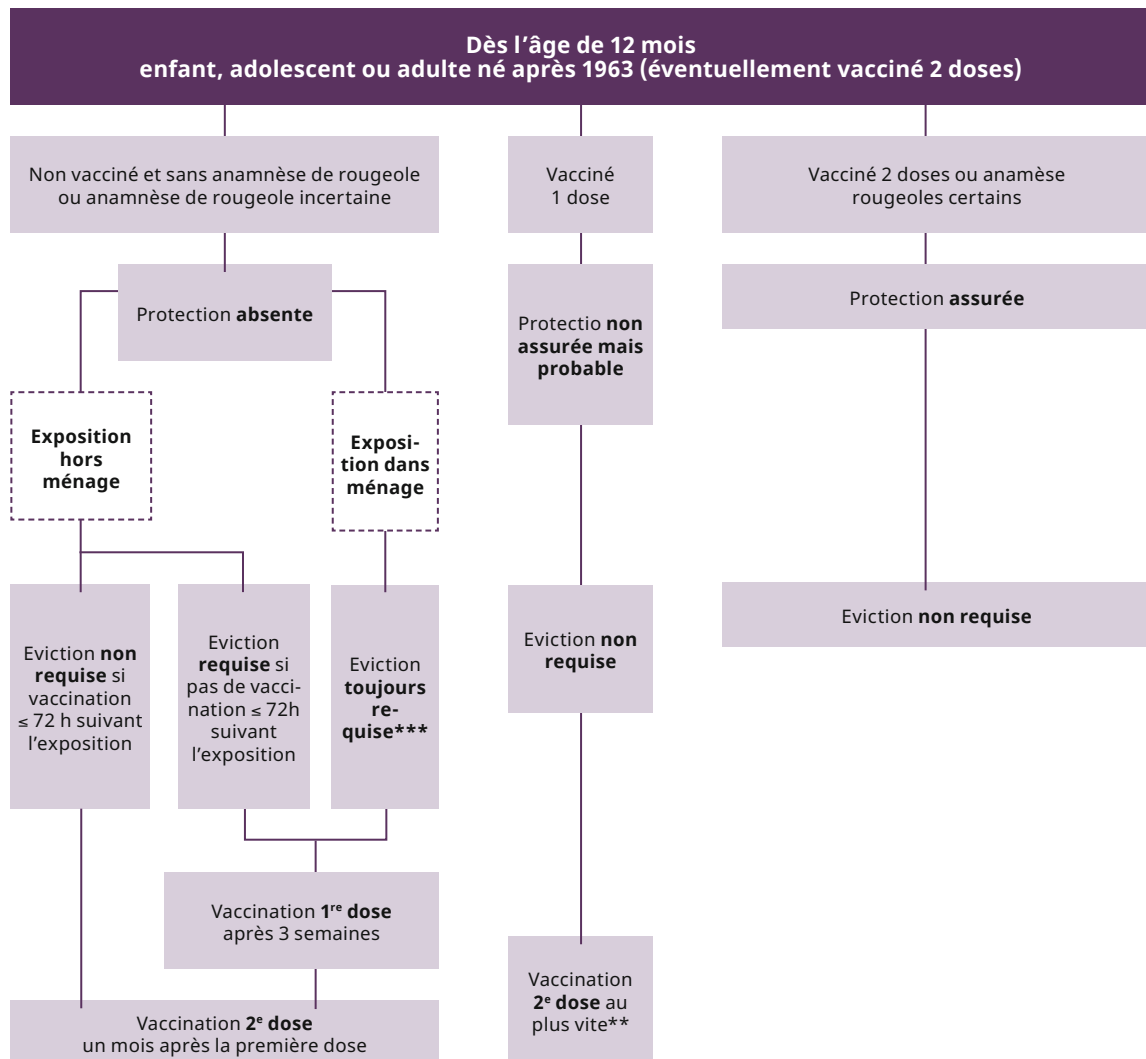 Dès l'âge de 12 mois
enfant, adolescent ou adulte né après 1963 (éventuellement vacciné 2 doses)
Non vacciné et sans anamnèse de rougeole
ou anamnèse de rougeole incertaine
Vacciné
1 dose
Vacciné 2 doses ou anamèse
rougeoles certains
Protection absente
Protectio non
assurée mais
probable
Protection assurée
Exposition
hors
ménage
Exposi-
tion dans
ménage
Eviction non
requise si
vaccination
≤ 72 h suivant
l'exposition
Eviction
requise si
pas de vacci-
nation ≤ 72h
suivant
l'exposition
Eviction
toujours
re-
quise***
Eviction non
requise
Eviction non requise
Vaccination 1re dose
après 3 semaines
Vaccination 2e dose
un mois après la première dose
Vaccination
2e dose au
plus vite**